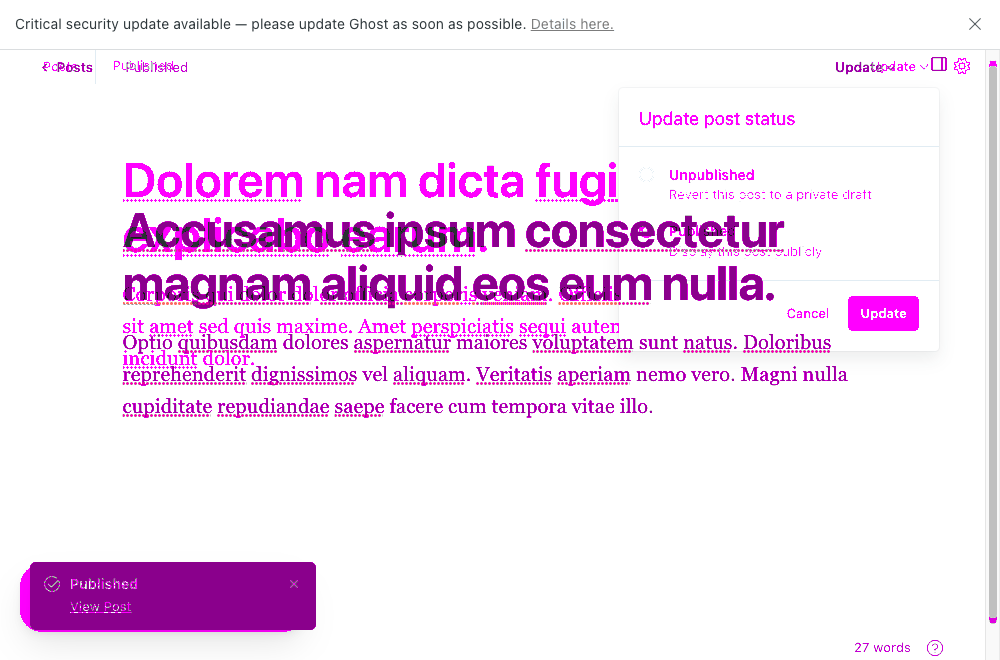 Critical security update available — please update Ghost as soon as possible. Details here.
Posts
Published
Update
Update post status
Unpublished
Revert this post to a private draft
Published
Display this post publicly
Cancel
Update
Dolorem nam dicta fugi
Accusamus ipsum consectetur
magnam aliquid eos eum nulla.
sit amet sed quis maxime. Amet perspiciatis sequi autem
Optio quibusdam dolores aspernatur maiores voluptatem sunt natus. Doloribus
incidunt dolor.
reprehenderit dignissimos vel aliquam. Veritatis aperiam nemo vero. Magni nulla
cupiditate repudiandae saepe facere cum tempora vitae illo.
Published
View Post
27 words